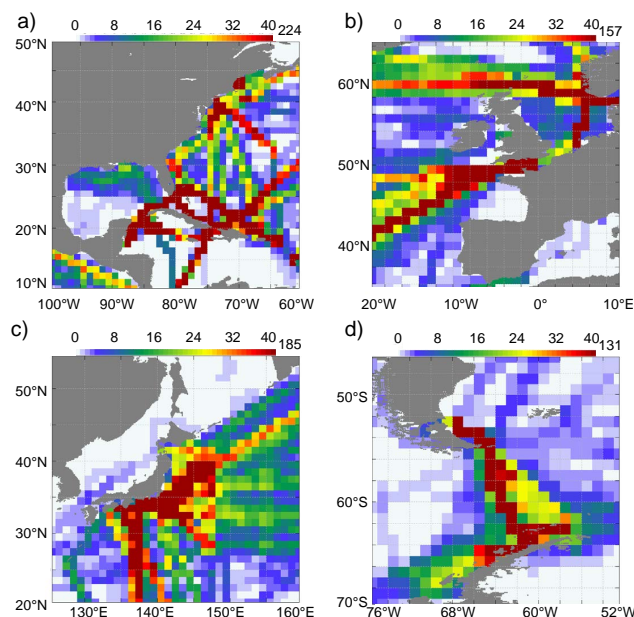 a)
0 8 16 24 32 40 224
50°N
40°N
30°N
20°N
10°N
100°W 90°W 80°W 70°W 60°W
b)
0 8 16 24 32 40 157
60°N
50°N
40°N
20°W 10°W 0° 10°E
c)
0 8 16 24 32 40 185
50°N
40°N
30°N
20°N
130°E 140°E 150°E 160°E
d)
0 8 16 24 32 40 131
50°S
60°S
70°S
76°W 68°W 60°W 52°W